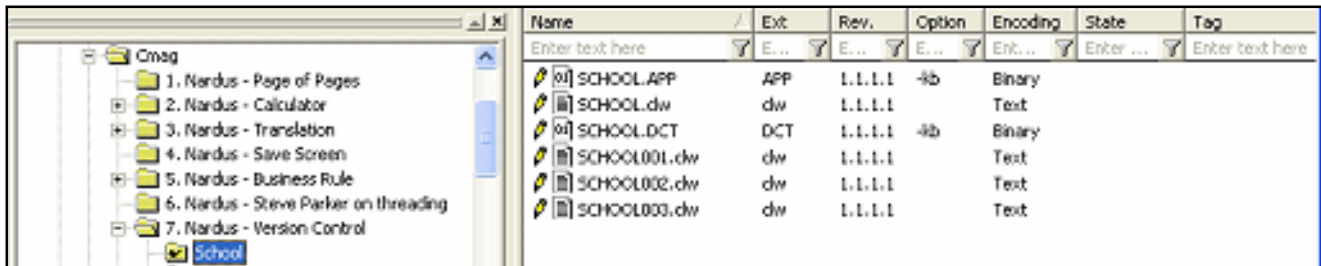 Cmag
1. Nardus - Page of Pages
2. Nardus - Calculator
3. Nardus - Translation
4. Nardus - Save Screen
5. Nardus - Business Rule
6. Nardus - Steve Parker on threading
7. Nardus - Version Control
School
Name Ext Rev. Option Encoding State Tag
Enter text here E... E... E... Ent... Enter ... Enter text here
SCHOOL.APP APP 1.1.1.1 -kb Binary
SCHOOL.clw clw 1.1.1.1 Text
SCHOOL.DCT DCT 1.1.1.1 -kb Binary
SCHOOL001.clw clw 1.1.1.1 Text
SCHOOL002.clw clw 1.1.1.1 Text
SCHOOL003.clw clw 1.1.1.1 Text